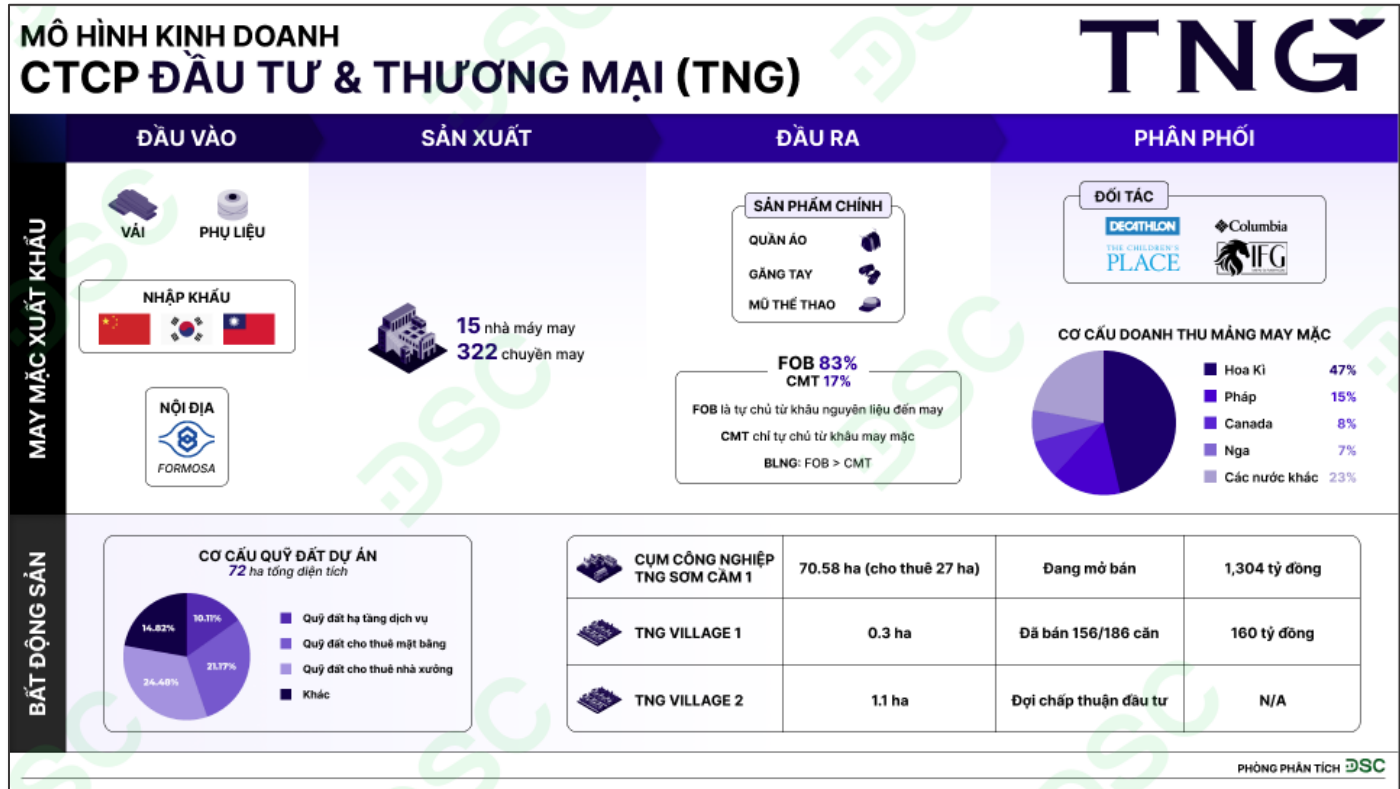 MÔ HÌNH KINH DOANH
CTCP ĐẦU TƯ & THƯƠNG MẠI (TNG)
TNG
ĐẦU VÀO
SẢN XUẤT
ĐẦU RA
PHÂN PHỐI
MAY MẶC XUẤT KHẨU
VẢI
PHỤ LIỆU
NHẬP KHẨU
NỘI ĐỊA
FORMOSA
15 nhà máy may
322 chuyền may
SẢN PHẨM CHÍNH
QUẦN ÁO
GĂNG TAY
MŨ THỂ THAO
FOB 83%
CMT 17%
FOB là tự chủ từ khâu nguyên liệu đến may
CMT chỉ tự chủ từ khâu may mặc
BLNG: FOB > CMT
ĐỐI TÁC
DECATHLON
Columbia
THE CHILDREN'S
PLACE
IFG
CƠ CẤU DOANH THU MẢNG MAY MẶC
Hoa Kì 47%
Pháp 15%
Canada 8%
Nga 7%
Các nước khác 23%
BẤT ĐỘNG SẢN
CƠ CẤU QUỸ ĐẤT DỰ ÁN
72 ha tổng diện tích
14.82%
10.11%
21.17%
24.48%
Quỹ đất hạ tầng dịch vụ
Quỹ đất cho thuê mặt bằng
Quỹ đất cho thuê nhà xưởng
Khác
CỤM CÔNG NGHIỆP
TNG SƠM CẦM 1
70.58 ha (cho thuê 27 ha)
Đang mở bán
1,304 tỷ đồng
TNG VILLAGE 1
0.3 ha
Đã bán 156/186 căn
160 tỷ đồng
TNG VILLAGE 2
1.1 ha
Đợi chấp thuận đầu tư
N/A
PHÒNG PHÂN TÍCH DSC